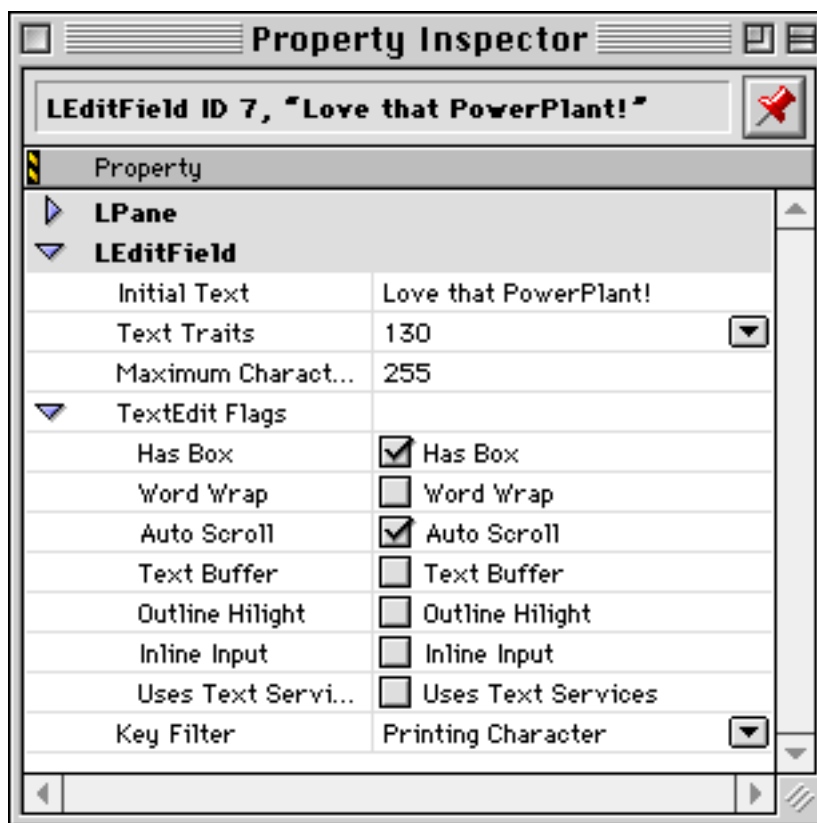 Property Inspector
LEditField ID 7, “Love that PowerPlant!”
Property
LPane
LEditField
Initial Text Love that PowerPlant!
Text Traits 130
Maximum Charact... 255
TextEdit Flags
Has Box Has Box
Word Wrap Word Wrap
Auto Scroll Auto Scroll
Text Buffer Text Buffer
Outline Hilight Outline Hilight
Inline Input Inline Input
Uses Text Servi... Uses Text Services
Key Filter Printing Character